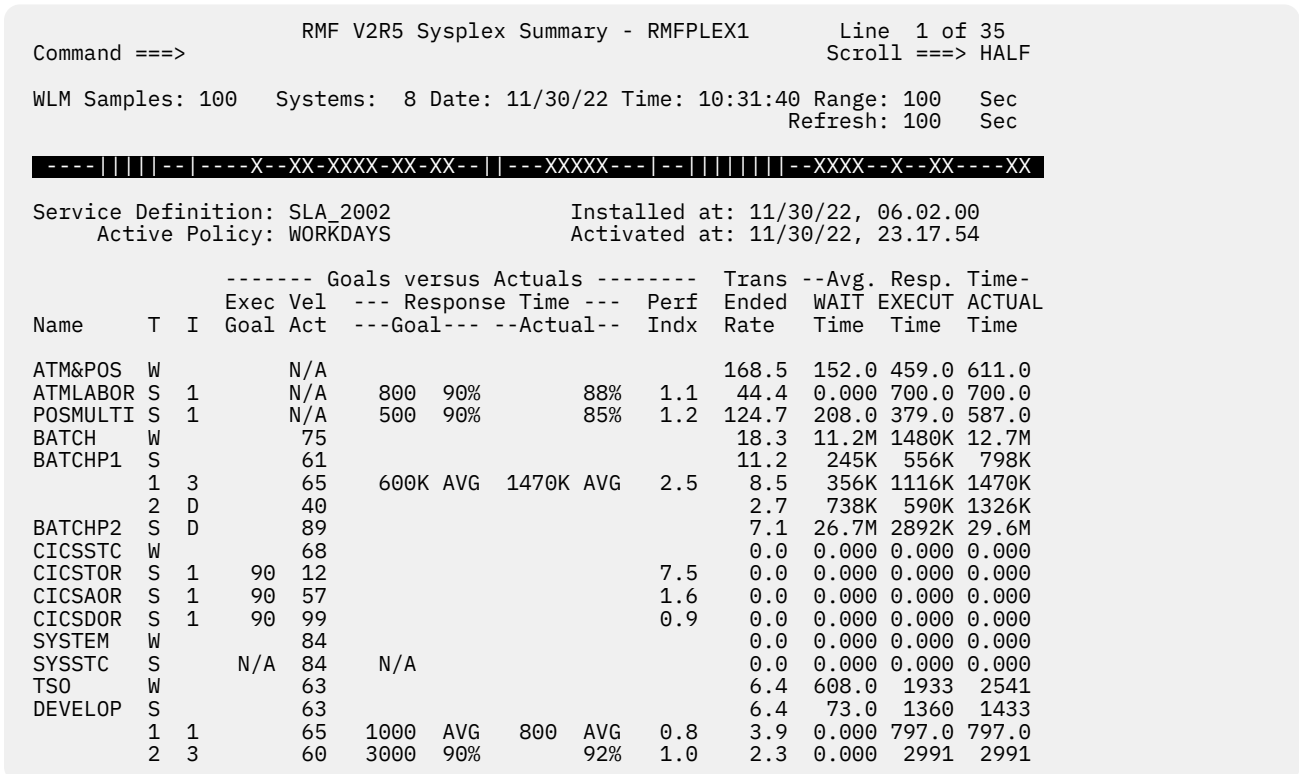 RMF V2R5 Sysplex Summary - RMFPLEX1 Line 1 of 35
Command ===> Scroll ===> HALF
WLM Samples: 100 Systems: 8 Date: 11/30/22 Time: 10:31:40 Range: 100 Sec
Refresh: 100 Sec
----|||||--|----X--XX-XXXX-XX-XX--||---XXXXX---|--||||||||--XXXX--X--XX----XX
Service Definition: SLA_2002 Installed at: 11/30/22, 06.02.00
Active Policy: WORKDAYS Activated at: 11/30/22, 23.17.54
------- Goals versus Actuals -------- Trans --Avg. Resp. Time-
Exec Vel --- Response Time --- Perf Ended WAIT EXECUT ACTUAL
Name T I Goal Act ---Goal--- --Actual-- Indx Rate Time Time Time
ATM&POS W N/A 168.5 152.0 459.0 611.0
ATMLABOR S 1 N/A 800 90% 88% 1.1 44.4 0.000 700.0 700.0
POSMULTI S 1 N/A 500 90% 85% 1.2 124.7 208.0 379.0 587.0
BATCH W 75 18.3 11.2M 1480K 12.7M
BATCHP1 S 61 11.2 245K 556K 798K
1 3 65 600K AVG 1470K AVG 2.5 8.5 356K 1116K 1470K
2 D 40 2.7 738K 590K 1326K
BATCHP2 S D 89 7.1 26.7M 2892K 29.6M
CICSSTC W 68 0.0 0.000 0.000 0.000
CICSTOR S 1 90 12 7.5 0.0 0.000 0.000 0.000
CICSAOR S 1 90 57 1.6 0.0 0.000 0.000 0.000
CICSDOR S 1 90 99 0.9 0.0 0.000 0.000 0.000
SYSTEM W 84 0.0 0.000 0.000 0.000
SYSSTC S N/A 84 N/A 0.0 0.000 0.000 0.000
TSO W 63 6.4 608.0 1933 2541
DEVELOP S 63 6.4 73.0 1360 1433
1 1 65 1000 AVG 800 AVG 0.8 3.9 0.000 797.0 797.0
2 3 60 3000 90% 92% 1.0 2.3 0.000 2991 2991